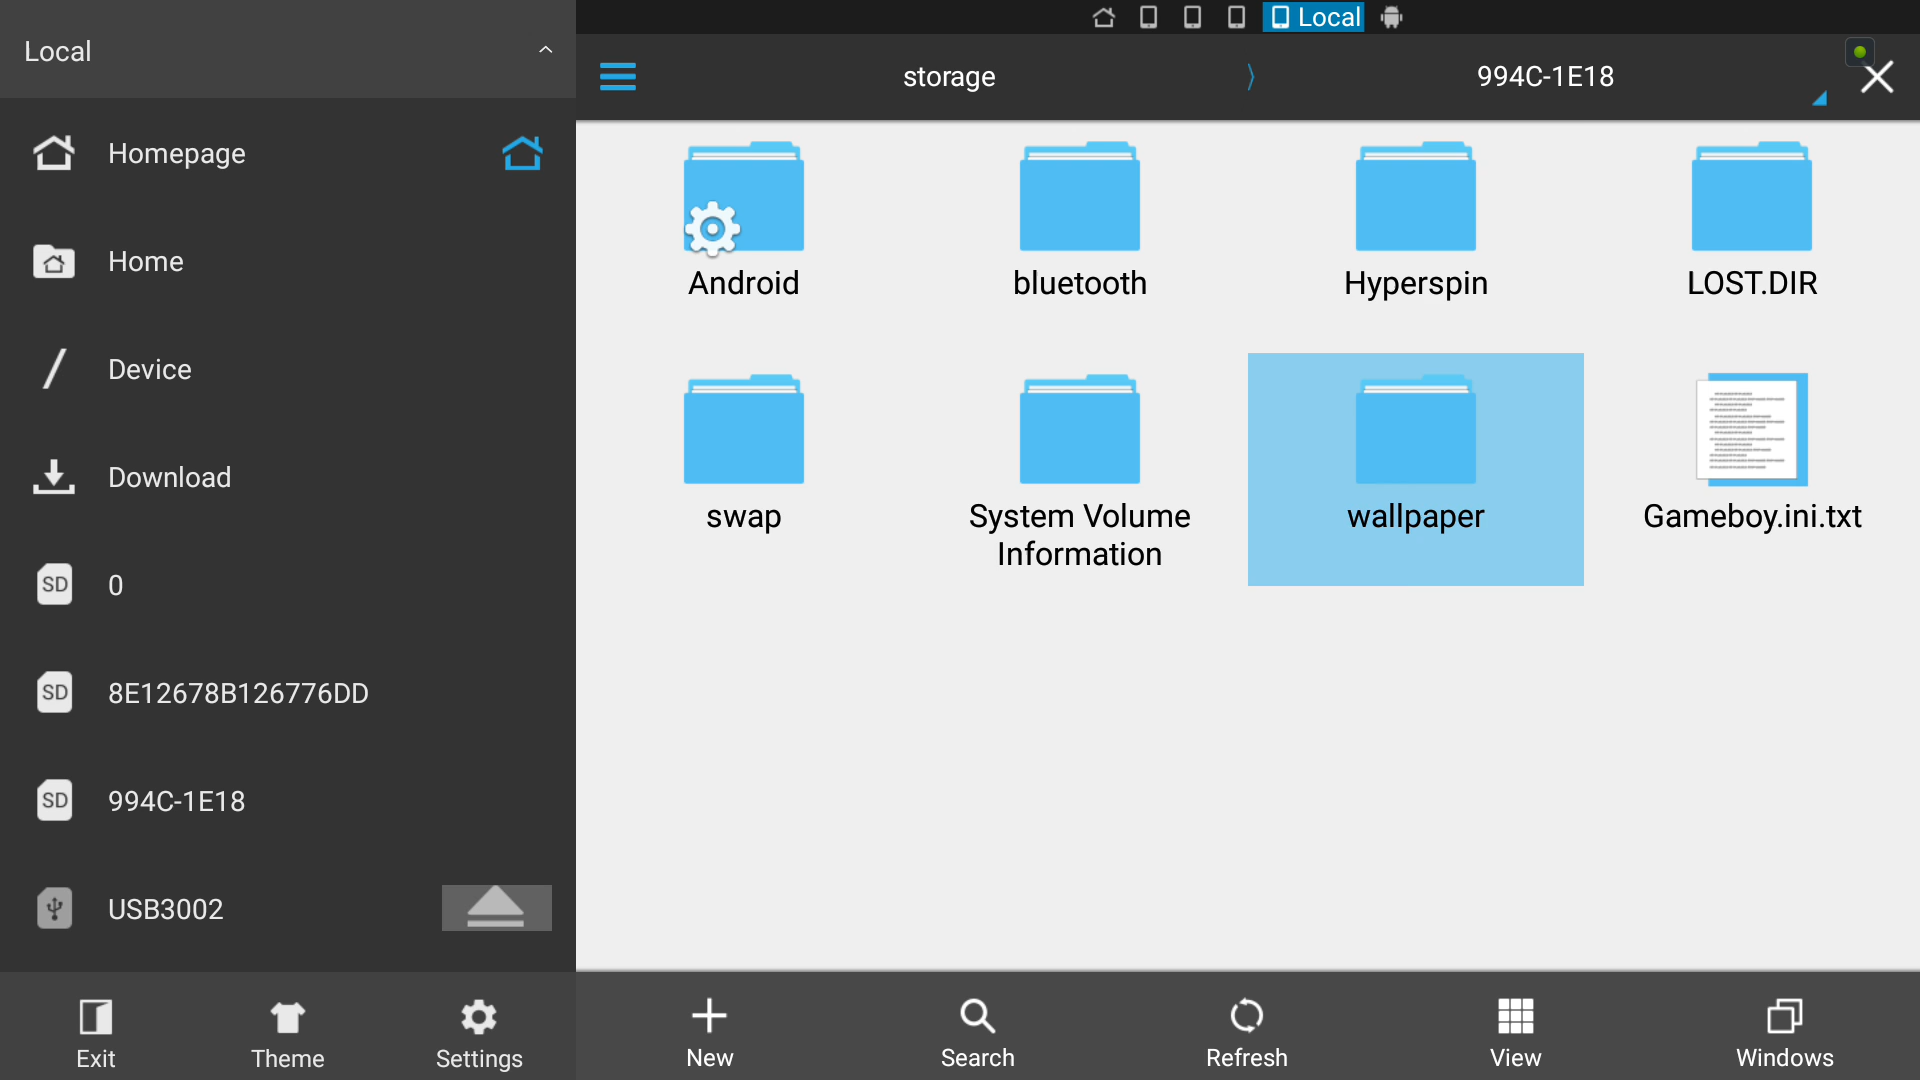 Local
Homepage
Home
Device
Download
SD 0
SD 8E12678B126776DD
SD 994C-1E18
USB3002
Exit Theme Settings
Local
storage 〉 994C-1E18
Android bluetooth Hyperspin LOST.DIR
swap System Volume Information wallpaper Gameboy.ini.txt
New Search Refresh View Windows